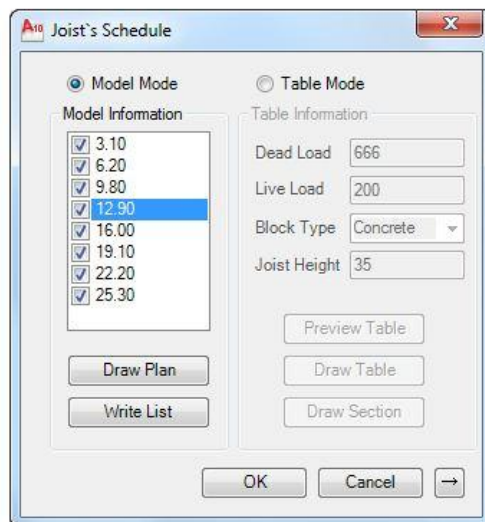 A10 Joist`s Schedule
Model Mode
Table Mode
Model Information
3.10
6.20
9.80
12.90
16.00
19.10
22.20
25.30
Draw Plan
Write List
Table Information
Dead Load 666
Live Load 200
Block Type Concrete
Joist Height 35
Preview Table
Draw Table
Draw Section
OK
Cancel
→